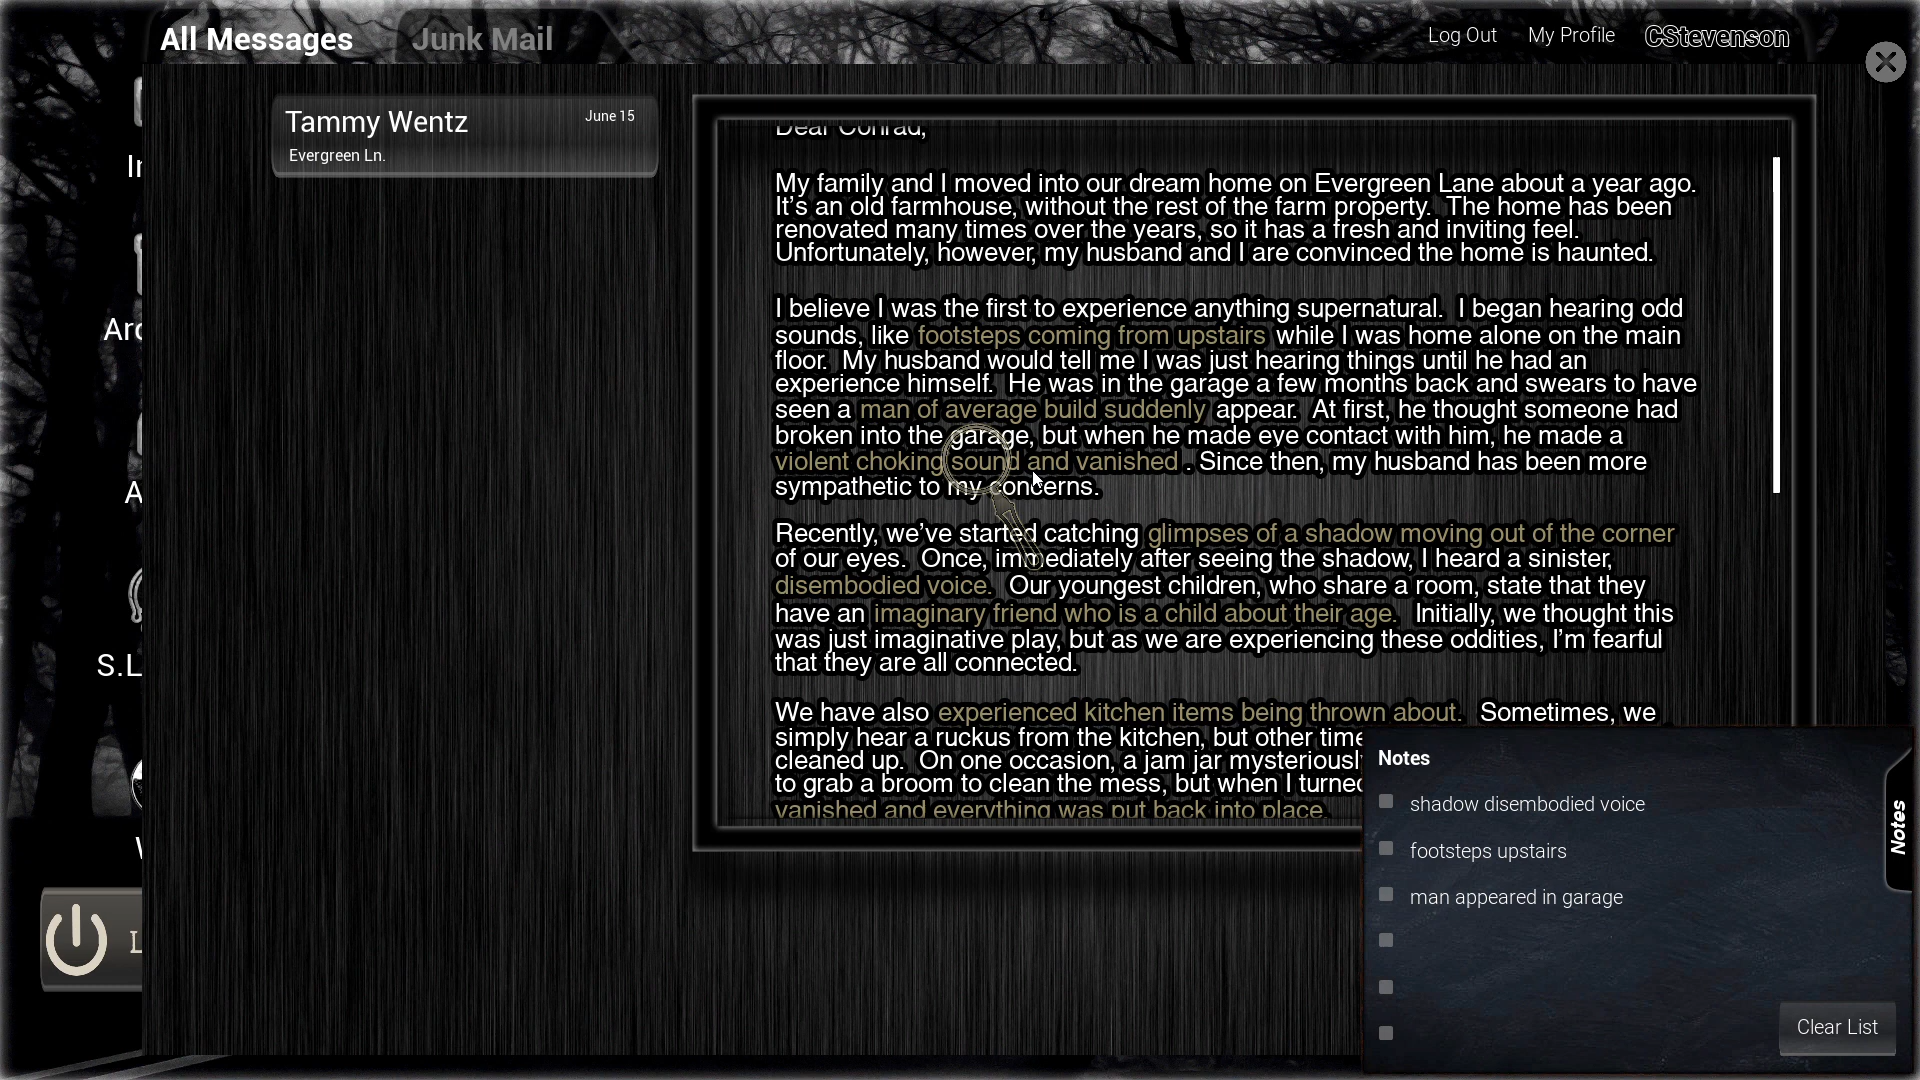 All Messages
Junk Mail
Log Out
My Profile
CStevenson
Tammy Wentz
June 15
Evergreen Ln.
Dear Conrad,
My family and I moved into our dream home on Evergreen Lane about a year ago.
It's an old farmhouse, without the rest of the farm property. The home has been
renovated many times over the years, so it has a fresh and inviting feel.
Unfortunately, however, my husband and I are convinced the home is haunted.
I believe I was the first to experience anything supernatural. I began hearing odd
sounds, like footsteps coming from upstairs while I was home alone on the main
floor. My husband would tell me I was just hearing things until he had an
experience himself. He was in the garage a few months back and swears to have
seen a man of average build suddenly appear. At first, he thought someone had
broken into the garage, but when he made eye contact with him, he made a
violent choking sound and vanished . Since then, my husband has been more
sympathetic to my concerns.
Recently, we've started catching glimpses of a shadow moving out of the corner
of our eyes. Once, immediately after seeing the shadow, I heard a sinister,
disembodied voice. Our youngest children, who share a room, state that they
have an imaginary friend who is a child about their age. Initially, we thought this
was just imaginative play, but as we are experiencing these oddities, I'm fearful
that they are all connected.
We have also experienced kitchen items being thrown about. Sometimes, we
simply hear a ruckus from the kitchen, but other time
cleaned up. On one occasion, a jam jar mysteriously
to grab a broom to clean the mess, but when I turned
vanished and everything was put back into place.
Notes
shadow disembodied voice
footsteps upstairs
man appeared in garage
Notes
Clear List
S.L